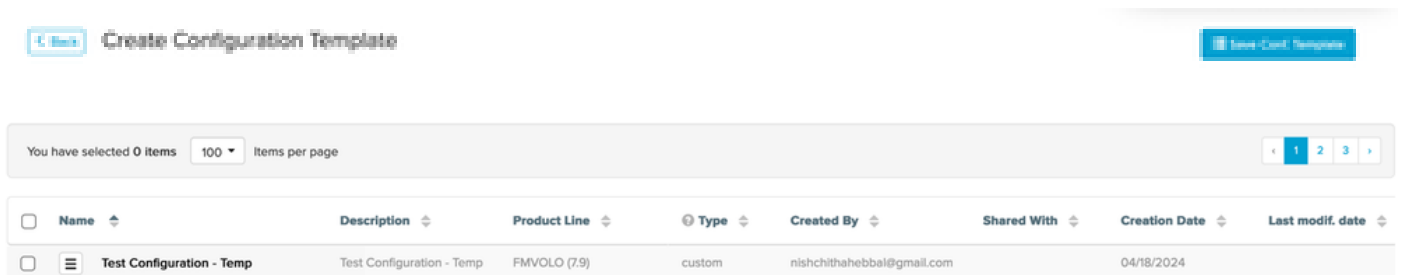 Back Create Configuration Template
Save Conf. Template
You have selected 0 items 100 Items per page
‹ 1 2 3 ›
Name Description Product Line Type Created By Shared With Creation Date Last modif. date
Test Configuration - Temp Test Configuration - Temp FMVOLO (7.9) custom nishchithahebbal@gmail.com 04/18/2024